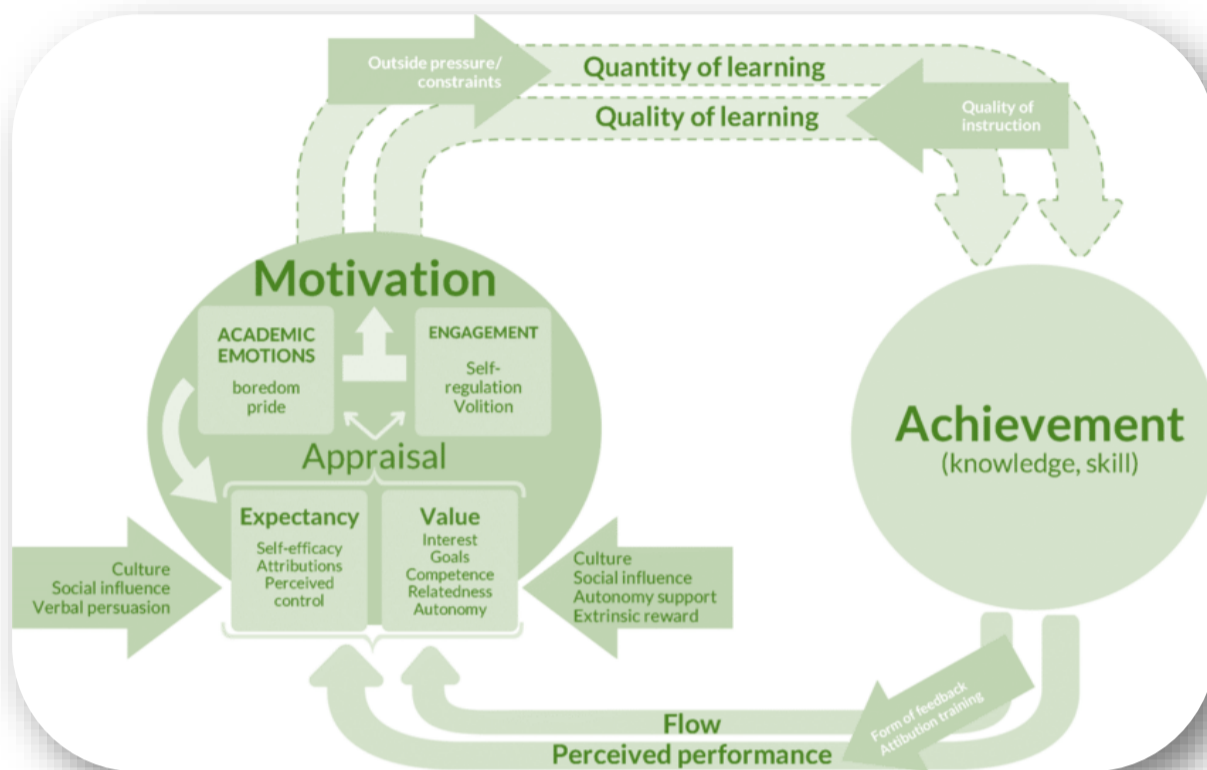 Outside pressure/
constraints
Quantity of learning
Quality of learning
Quality of
instruction
Motivation
ACADEMIC
EMOTIONS
boredom
pride
ENGAGEMENT
Self-
regulation
Volition
Appraisal
Expectancy
Self-efficacy
Attributions
Perceived
control
Value
Interest
Goals
Competence
Relatedness
Autonomy
Culture
Social influence
Verbal persuasion
Culture
Social influence
Autonomy support
Extrinsic reward
Achievement
(knowledge, skill)
Form of feedback
Attibution training
Flow
Perceived performance